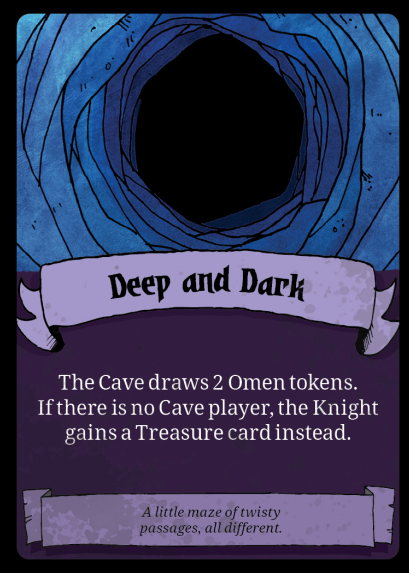 Deep and Dark
The Cave draws 2 Omen tokens.
If there is no Cave player, the Knight
gains a Treasure card instead.
A little maze of twisty
passages, all different.